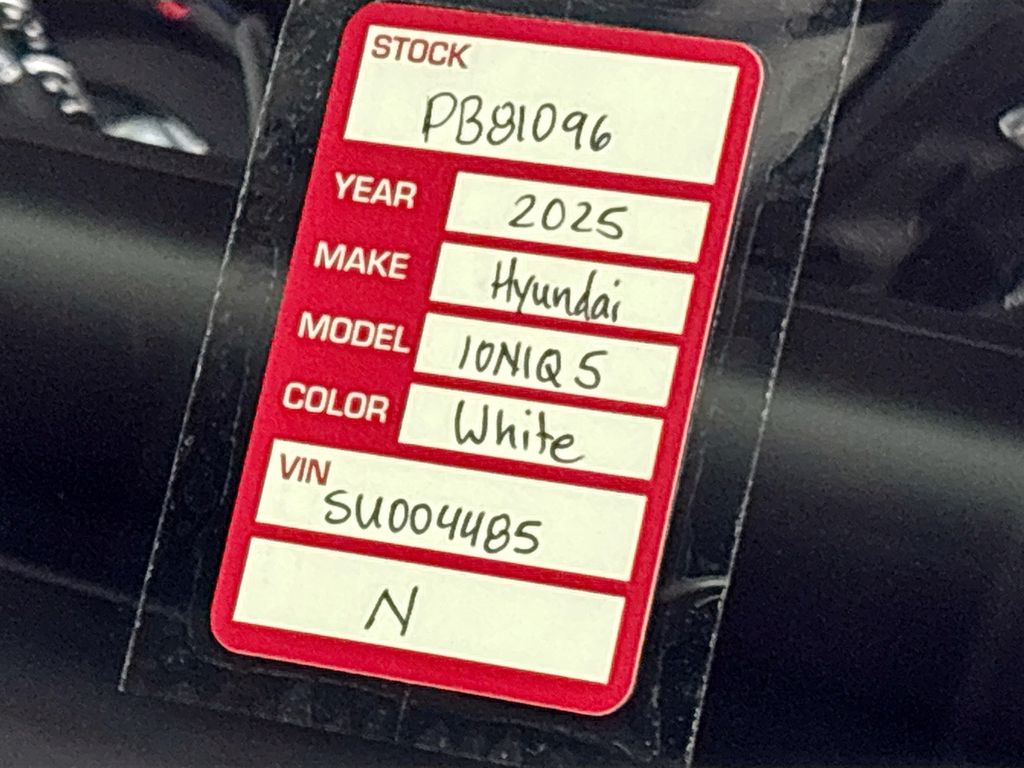 STOCK
PB81096
YEAR 2025
MAKE Hyundai
MODEL IONIQ 5
COLOR White
VIN
SU004485
N